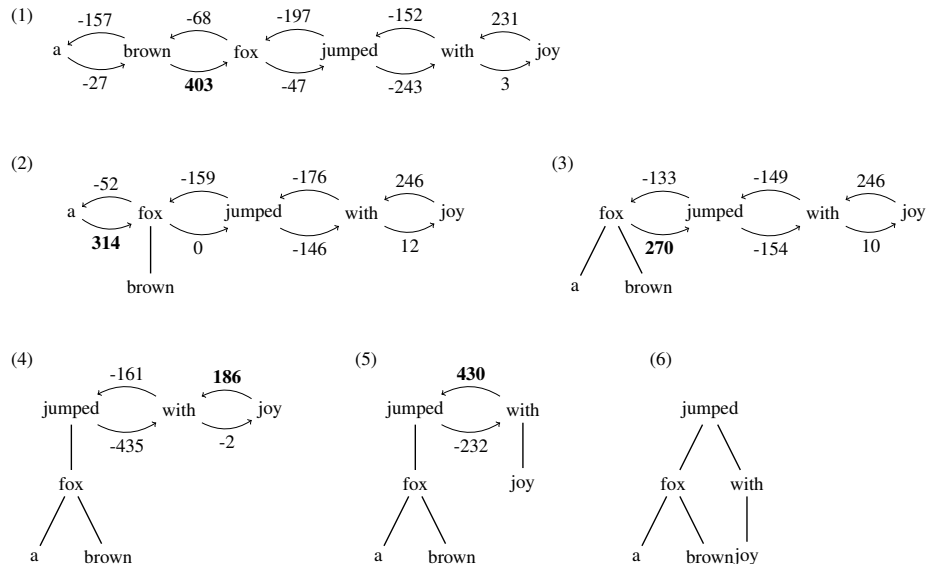 (1)
-157 -68 -197 -152 231
a brown fox jumped with joy
-27 403 -47 -243 3
(2) (3)
-52 -159 -176 246 -133 -149 246
a fox jumped with joy fox jumped with joy
314 0 -146 12 270 -154 10
brown a brown
(4) (5) (6)
-161 186 430
jumped with joy jumped with jumped
-435 -2 -232
fox fox joy fox with
a brown a brown a brown joy